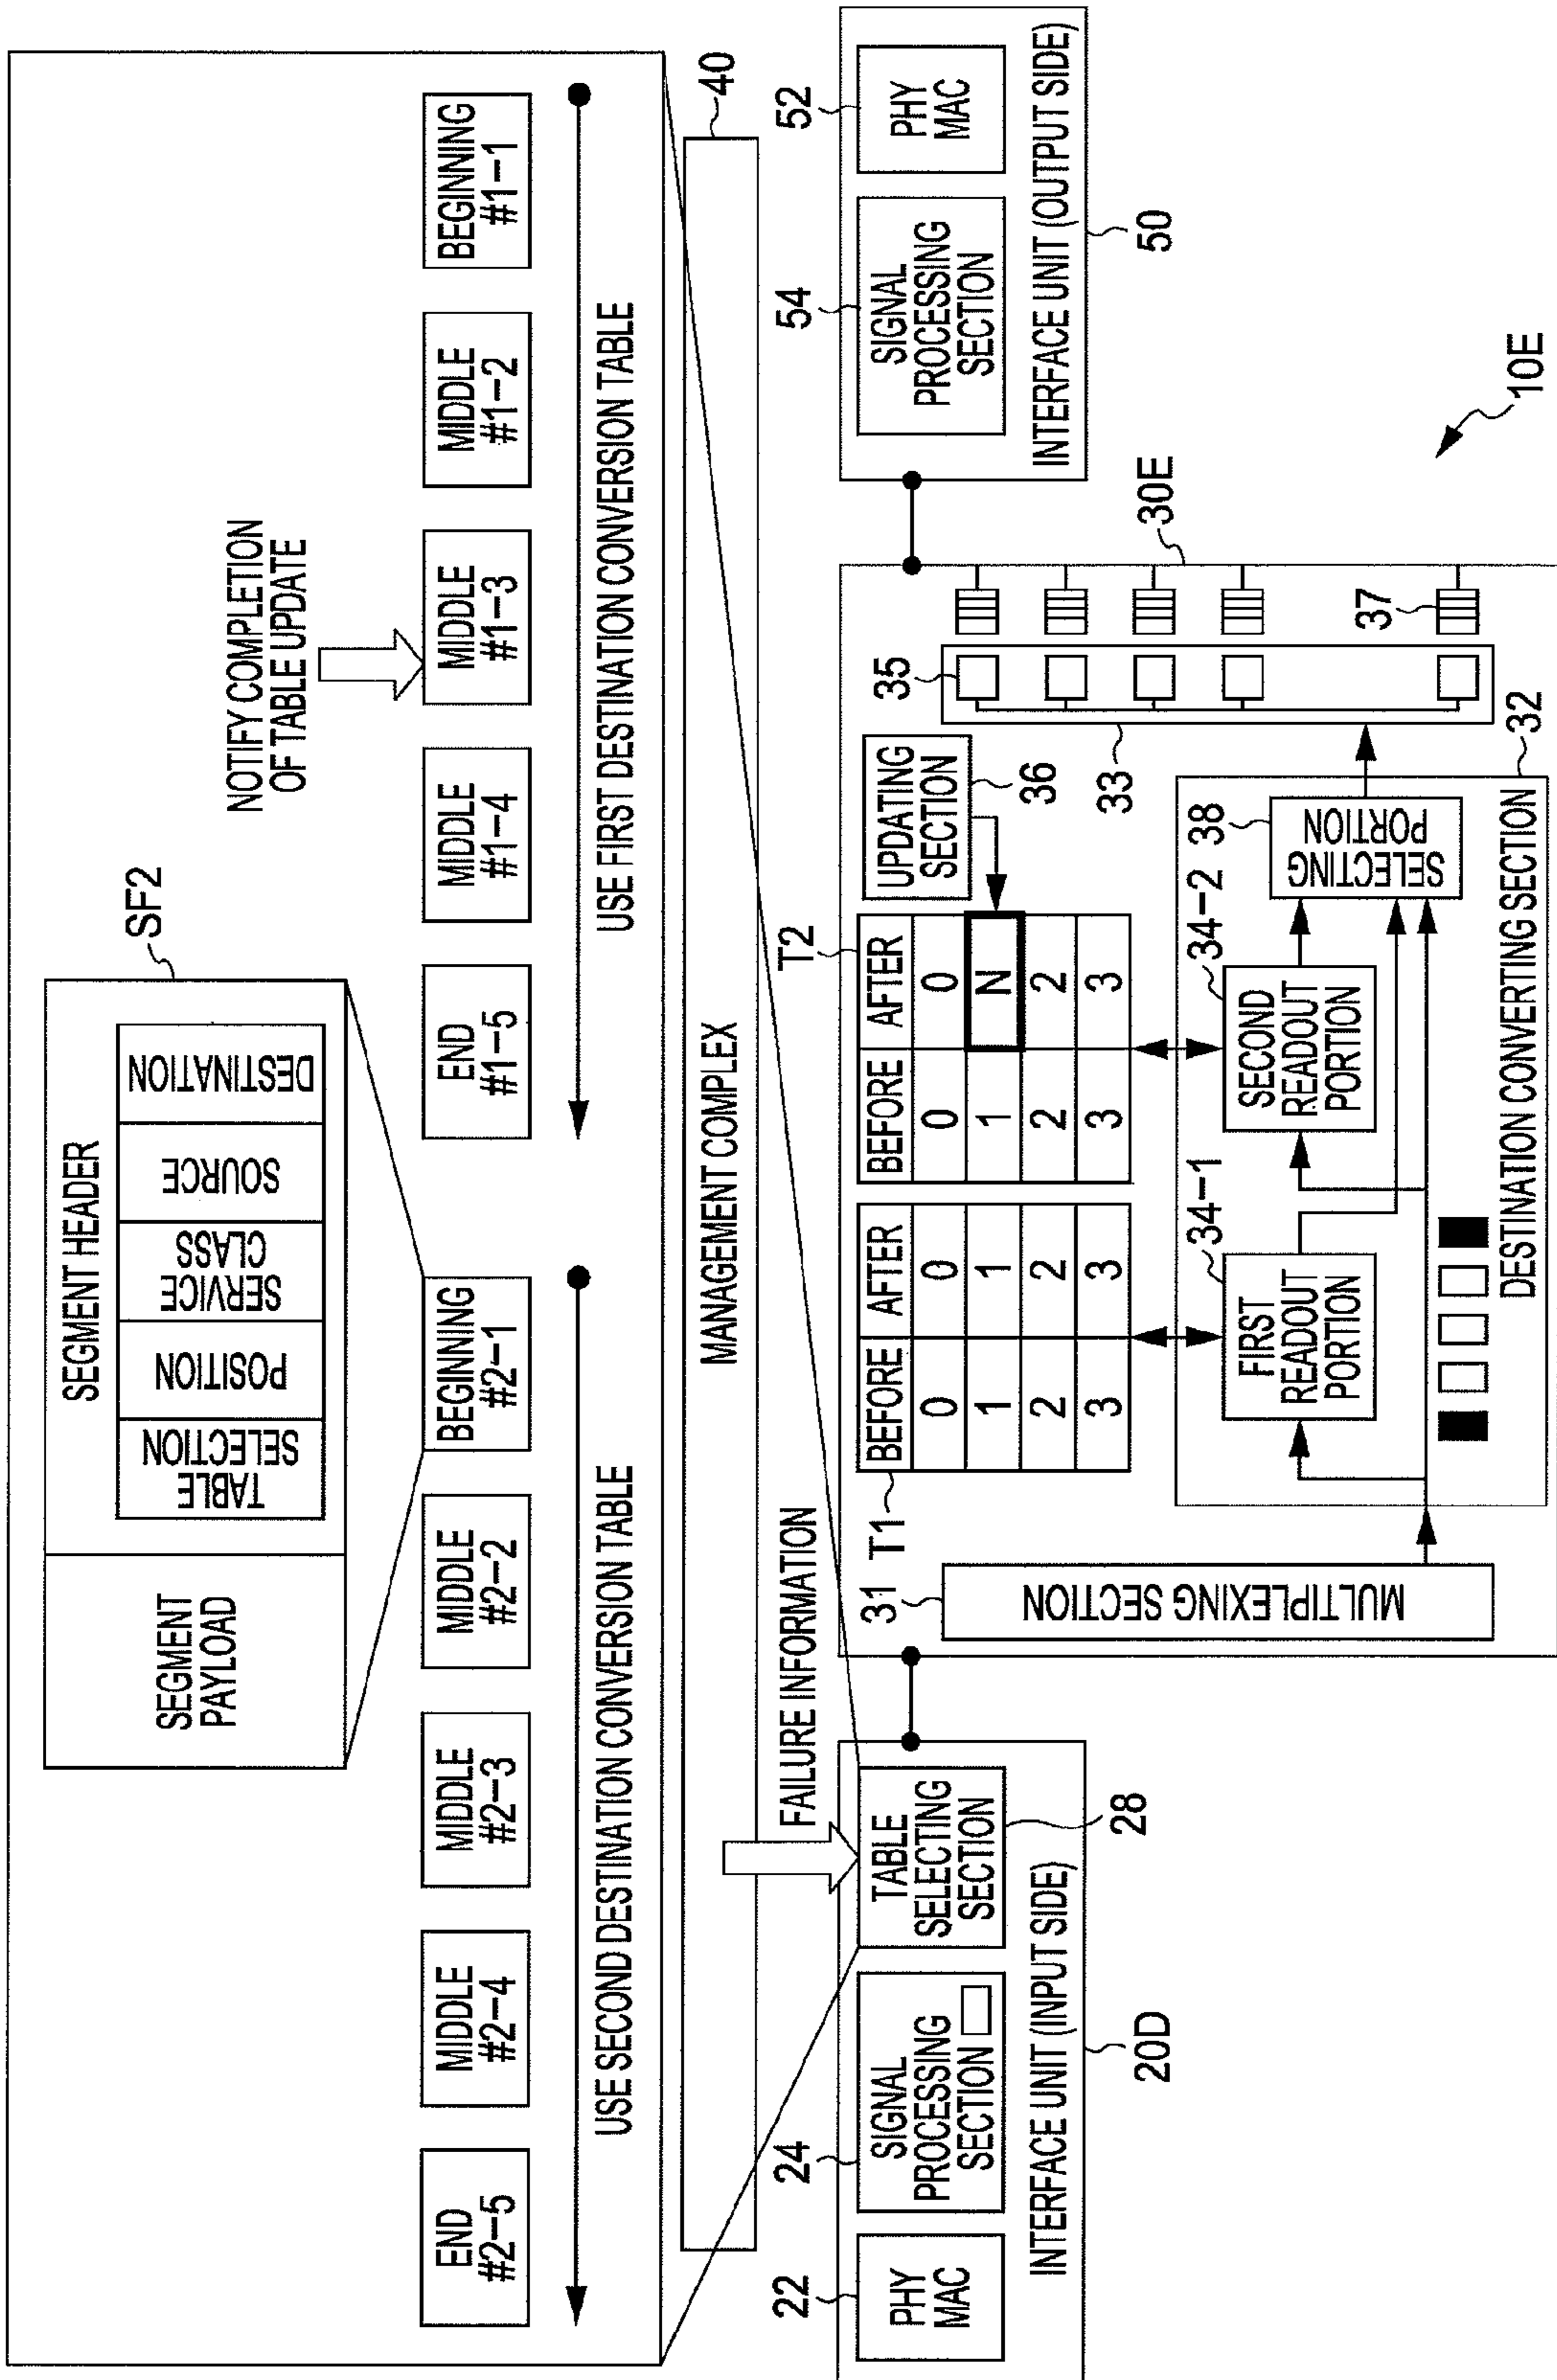 SF2
SEGMENT PAYLOAD
SEGMENT HEADER
TABLE SELECTION
POSITION
SERVICE CLASS
SOURCE
DESTINATION
NOTIFY COMPLETION
OF TABLE UPDATE
END
#2-5
MIDDLE
#2-4
MIDDLE
#2-3
MIDDLE
#2-2
BEGINNING
#2-1
END
#1-5
MIDDLE
#1-4
MIDDLE
#1-3
MIDDLE
#1-2
BEGINNING
#1-1
USE SECOND DESTINATION CONVERSION TABLE
USE FIRST DESTINATION CONVERSION TABLE
MANAGEMENT COMPLEX
40
FAILURE INFORMATION
22
PHY
MAC
24
SIGNAL
PROCESSING
SECTION
TABLE
SELECTING
SECTION
28
INTERFACE UNIT (INPUT SIDE)
20D
31
MULTIPLEXING SECTION
T1
BEFORE AFTER
0 0
1 1
2 2
3 3
T2
BEFORE AFTER
0 0
1 N
2 2
3 3
UPDATING
SECTION
36
34-1
FIRST
READOUT
PORTION
34-2
SECOND
READOUT
PORTION
38
SELECTING
PORTION
DESTINATION CONVERTING SECTION
32
33
35
37
30E
54
SIGNAL
PROCESSING
SECTION
52
PHY
MAC
INTERFACE UNIT (OUTPUT SIDE)
50
10E